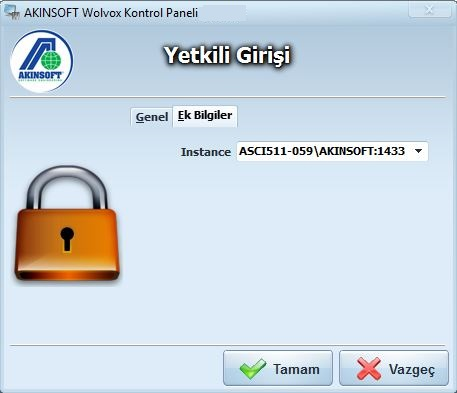 AKINSOFT Wolvox Kontrol Paneli
AKINSOFT
Yetkili Girişi
Genel
Ek Bilgiler
Instance
ASCI511-059\AKINSOFT:1433
Tamam
Vazgeç